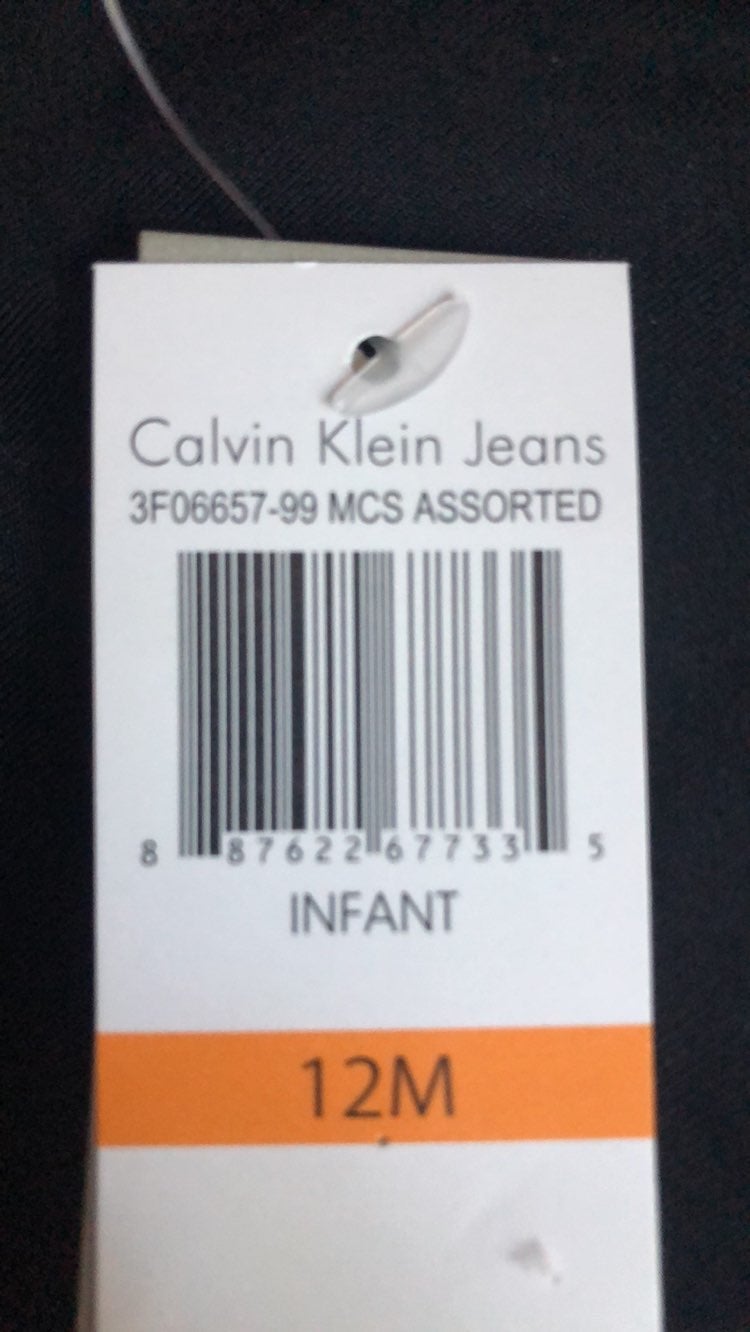 Calvin Klein Jeans
3F06657-99 MCS ASSORTED
8 87622 67733 5
INFANT
12M